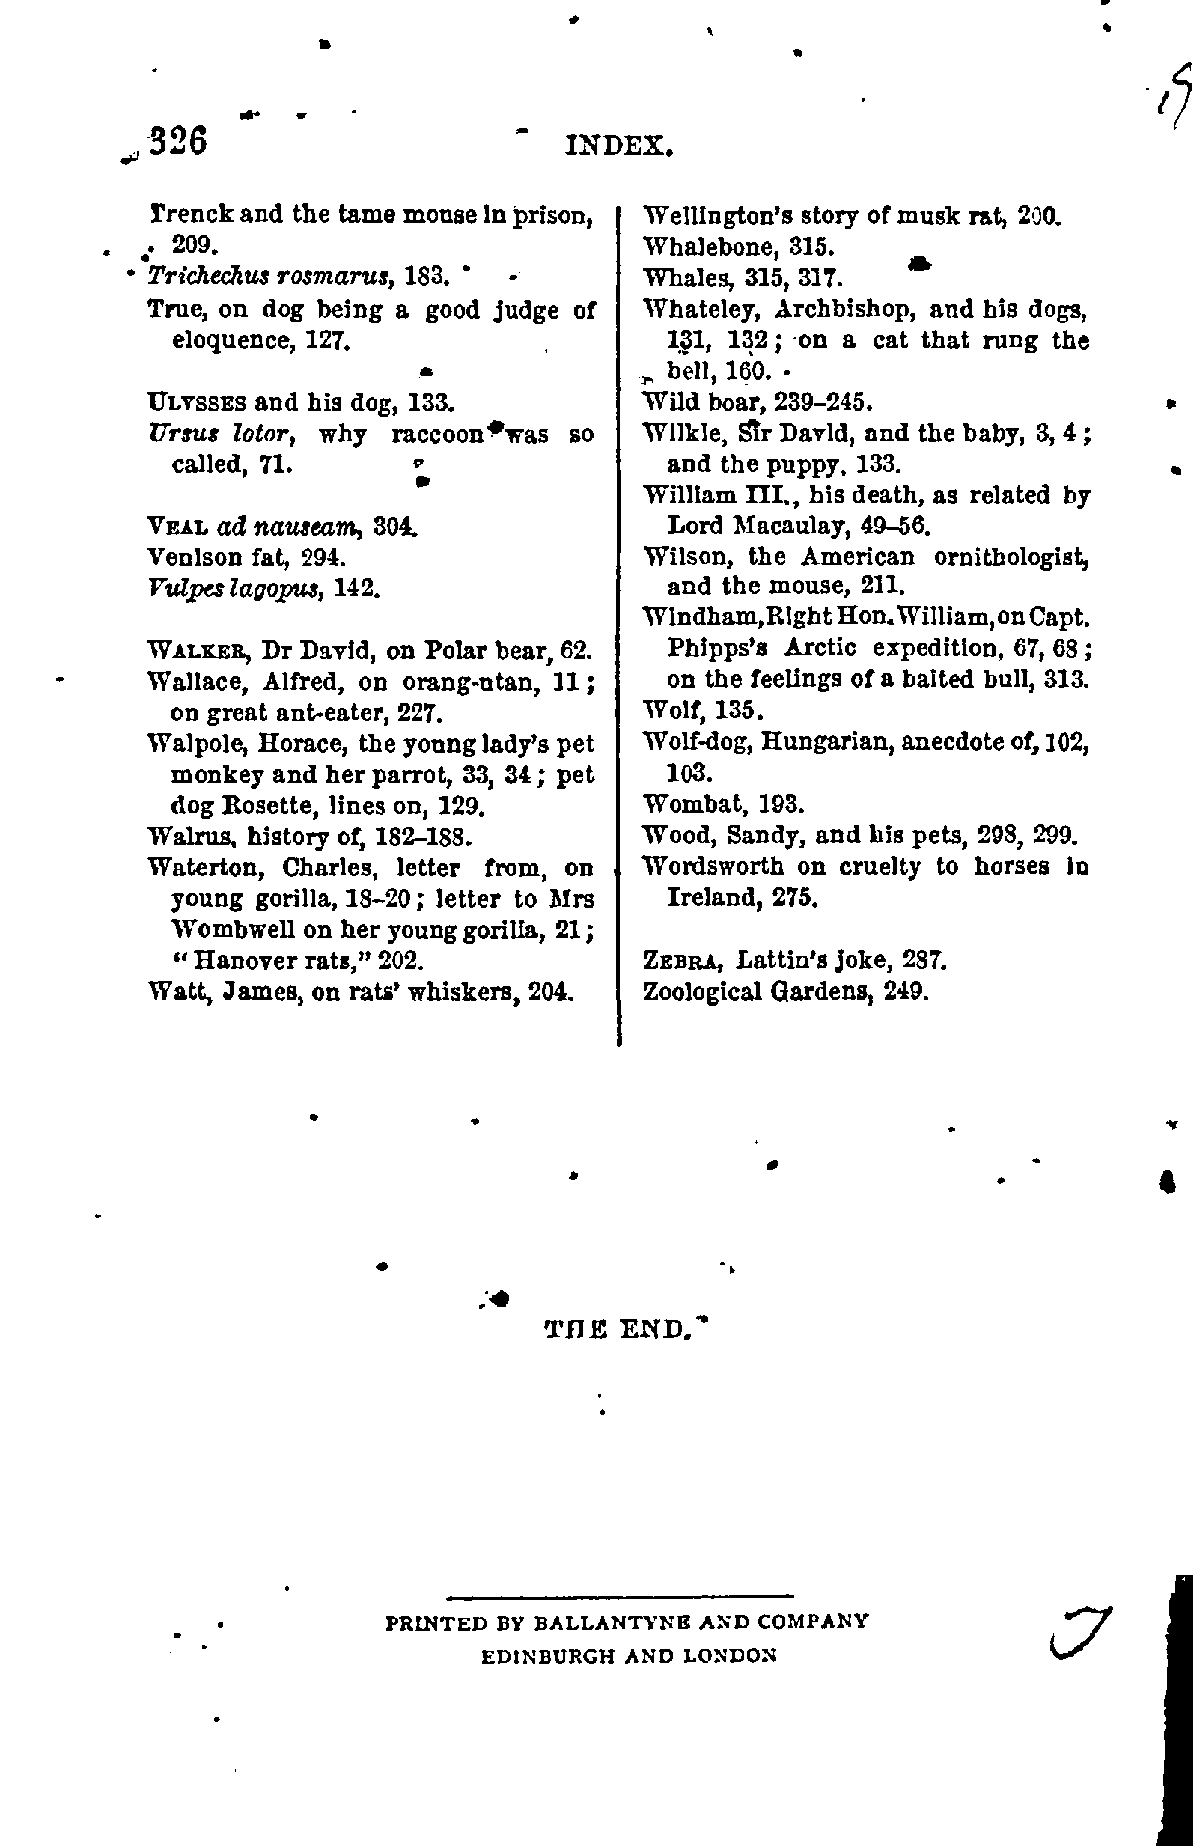 326
INDEX.
Trenck and the tame mouse in prison,
209.
Trichechus rosmarus, 183.
True, on dog being a good judge of
eloquence, 127.
ULYSSES and his dog, 133.
Ursus lotor, why raccoon was so
called, 71.
VEAL ad nauseam, 304.
Venison fat, 294.
Vulpes lagopus, 142.
WALKER, Dr David, on Polar bear, 62.
Wallace, Alfred, on orang-utan, 11;
on great ant-eater, 227.
Walpole, Horace, the young lady's pet
monkey and her parrot, 33, 34; pet
dog Rosette, lines on, 129.
Walrus, history of, 182–188.
Waterton, Charles, letter from, on
young gorilla, 18–20; letter to Mrs
Wombwell on her young gorilla, 21;
"Hanover rats," 202.
Watt, James, on rats' whiskers, 204.
Wellington's story of musk rat, 200.
Whalebone, 315.
Whales, 315, 317.
Whateley, Archbishop, and his dogs,
131, 132; on a cat that rung the
bell, 160.
Wild boar, 239–245.
Wilkie, Sir David, and the baby, 3, 4;
and the puppy, 133.
William III., his death, as related by
Lord Macaulay, 49–56.
Wilson, the American ornithologist,
and the mouse, 211.
Windham, Right Hon. William, on Capt.
Phipps's Arctic expedition, 67, 68;
on the feelings of a baited bull, 313.
Wolf, 135.
Wolf-dog, Hungarian, anecdote of, 102,
103.
Wombat, 193.
Wood, Sandy, and his pets, 298, 299.
Wordsworth on cruelty to horses in
Ireland, 275.
ZEBRA, Lattin's joke, 287.
Zoological Gardens, 249.
THE END.
PRINTED BY BALLANTYNE AND COMPANY
EDINBURGH AND LONDON